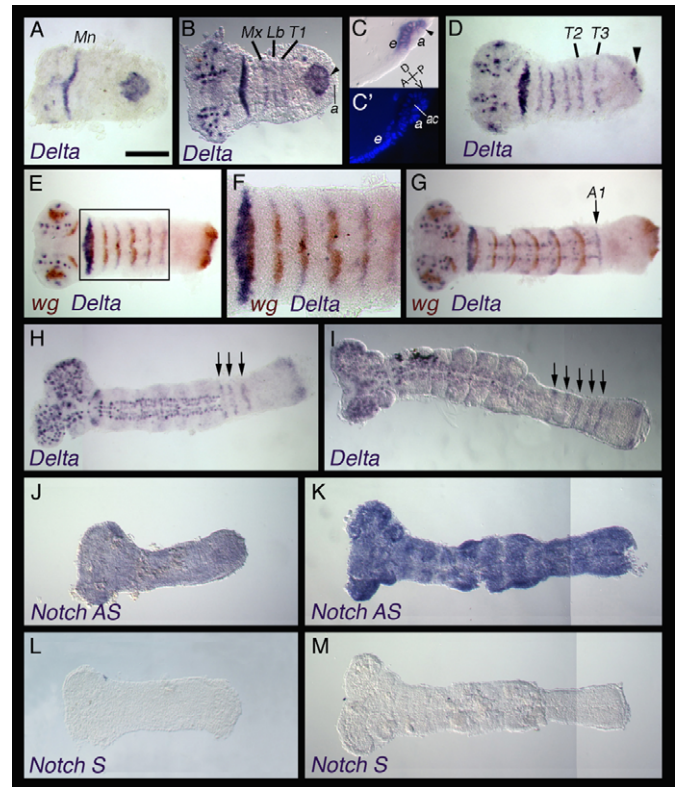 A
Mn
Delta
B
Mx Lb T1
a
Delta
C
e
a
D
A
P
V
C'
ac
a
e
D
T2 T3
Delta
E
wg Delta
F
wg Delta
G
A1
wg Delta
H
Delta
I
Delta
J
Notch AS
K
Notch AS
L
Notch S
M
Notch S